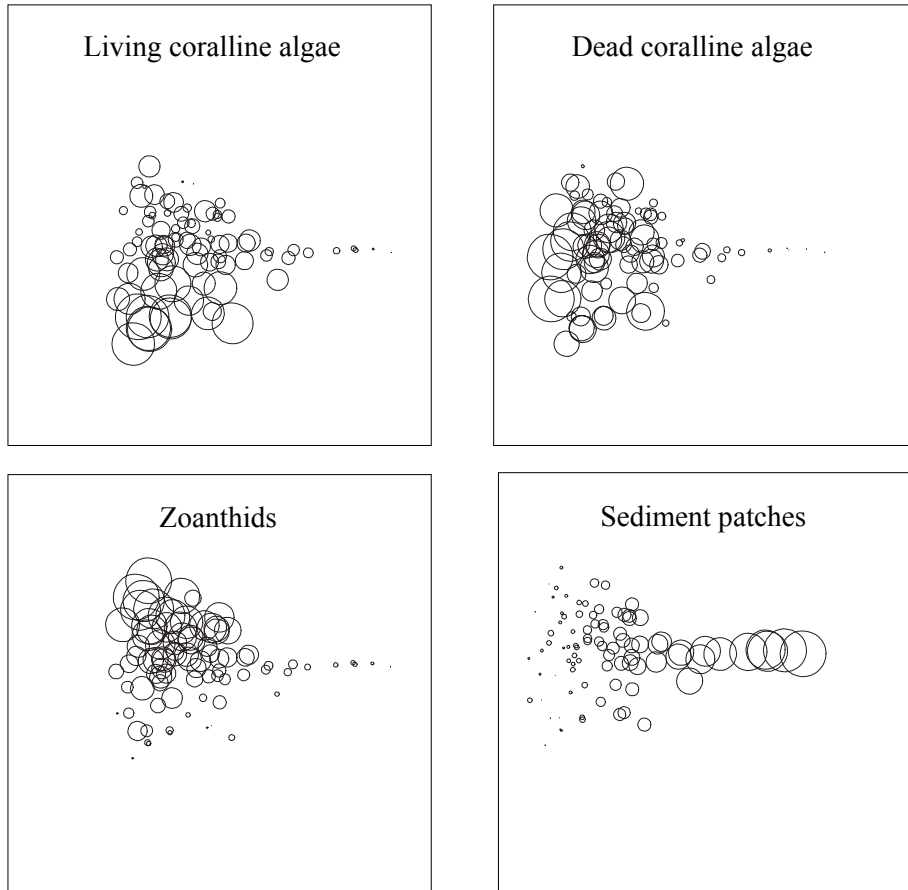 Living coralline algae
Dead coralline algae
Zoanthids
Sediment patches